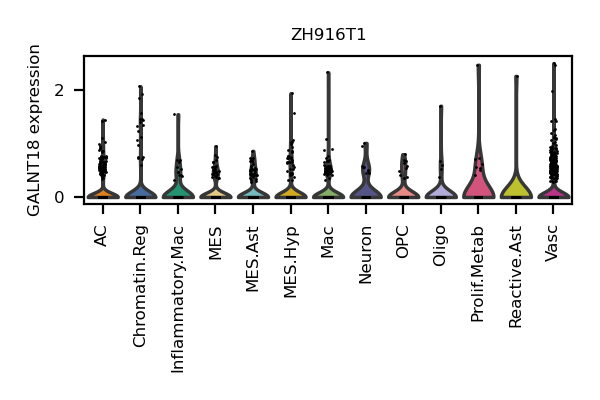 ZH916T1
GALNT18 expression
2
0
AC
Chromatin.Reg
Inflammatory.Mac
MES
MES.Ast
MES.Hyp
Mac
Neuron
OPC
Oligo
Prolif.Metab
Reactive.Ast
Vasc